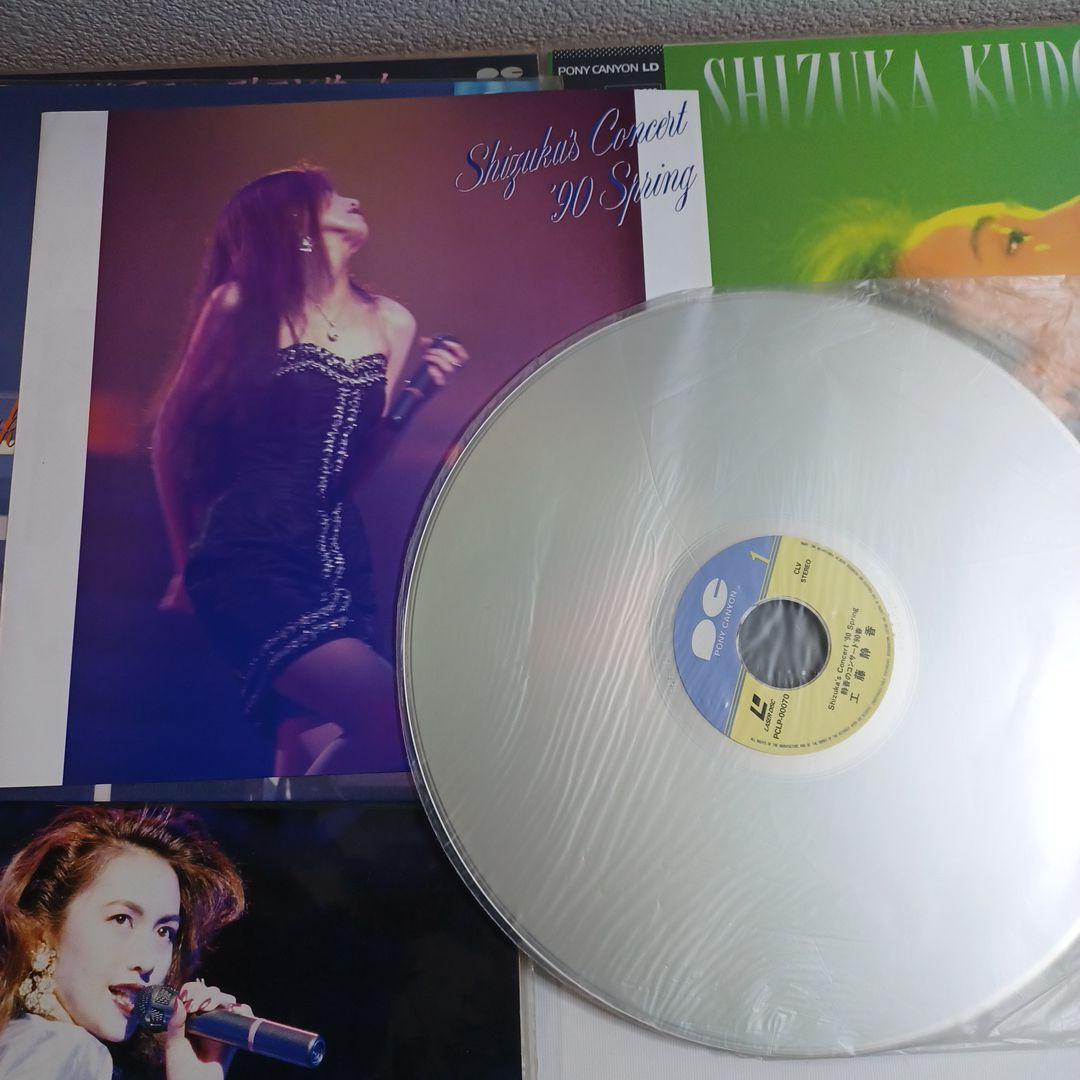 PONY CANYON LD
SHIZUKA KUDO
Shizuka's Concert
'90 Spring
1
PONY CANYON
CLV
STEREO
Shizuka's Concert '90 Spring
静香のコンサート'90春
工藤静香
LASER DISC
PCLP-00070